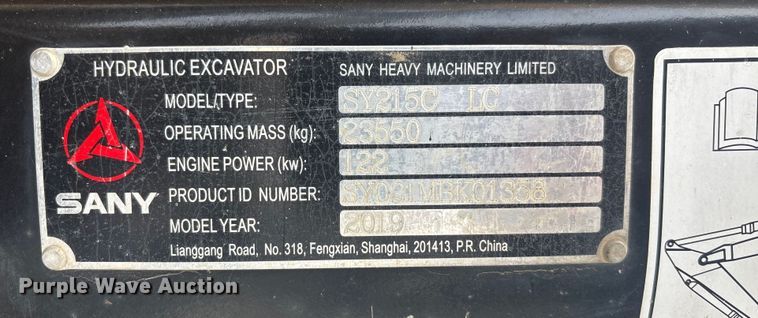 HYDRAULIC EXCAVATOR SANY HEAVY MACHINERY LIMITED
MODEL/TYPE: SY215C LC
OPERATING MASS (kg): 23550
ENGINE POWER (kw): 122
SANY PRODUCT ID NUMBER:
MODEL YEAR: 2019
Lianggang Road, No. 318, Fengxian, Shanghai, 201413, P.R. China
Purple Wave Auction